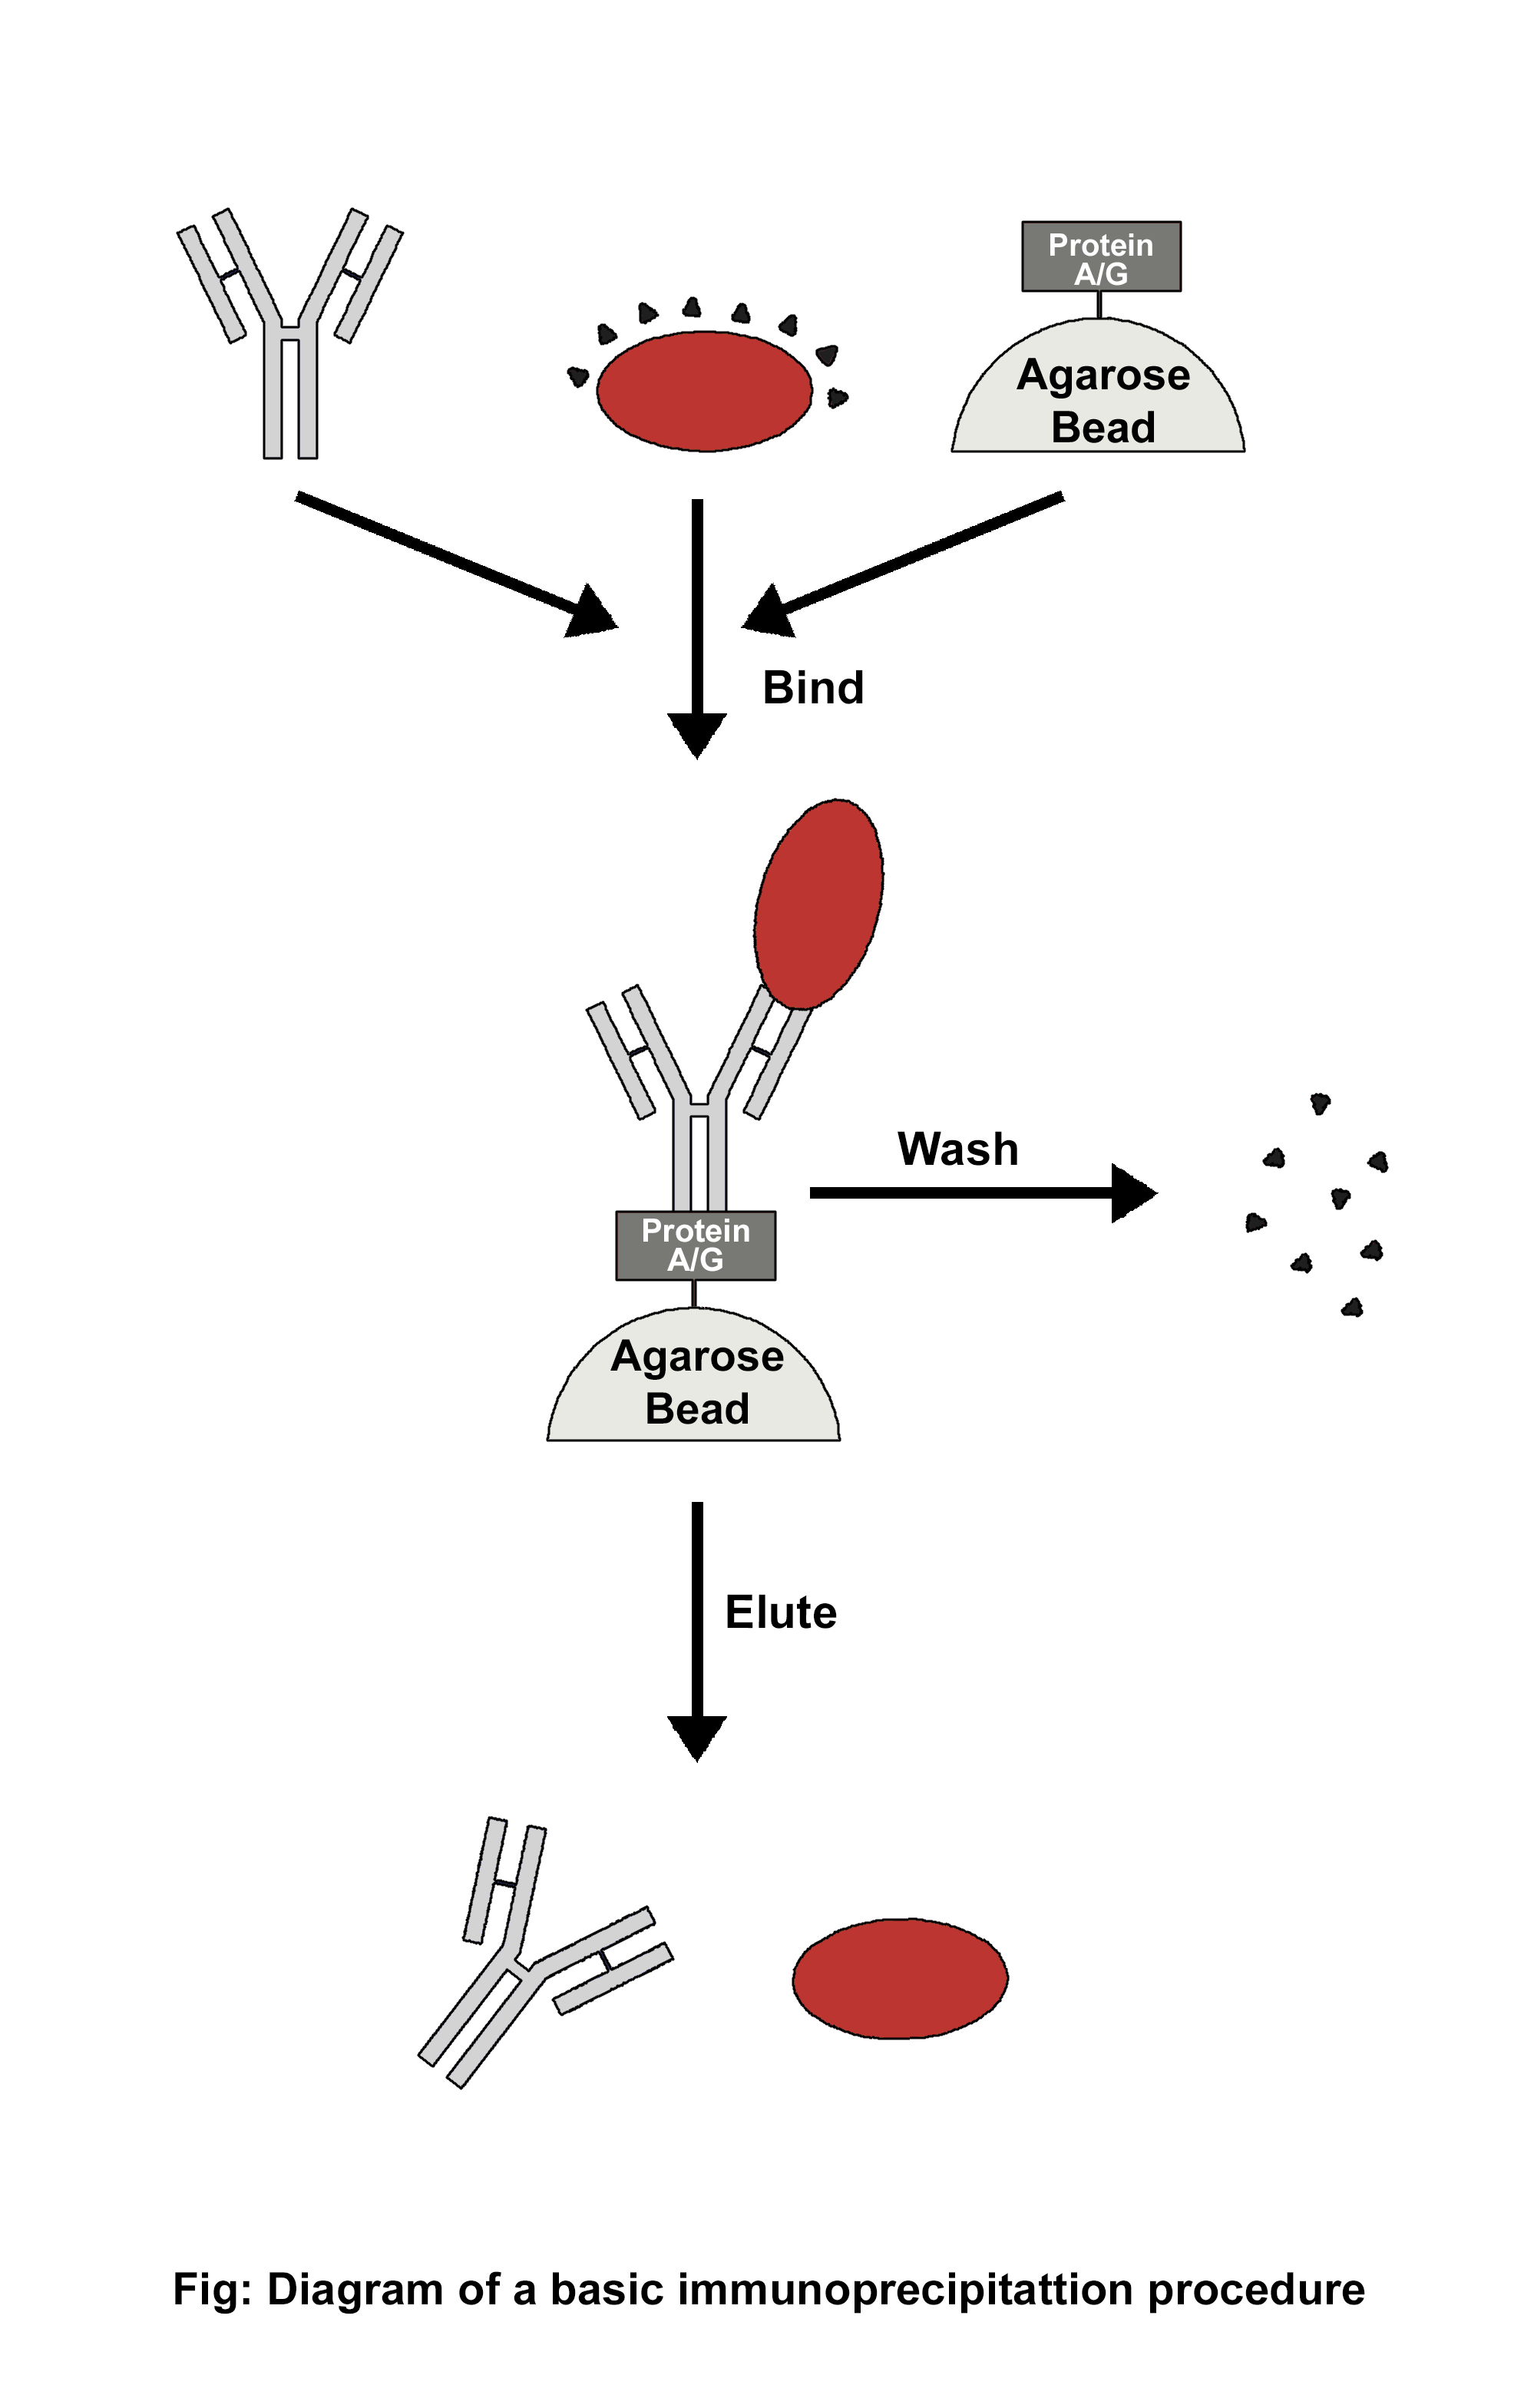 Protein
A/G
Agarose
Bead
Bind
Wash
Protein
A/G
Agarose
Bead
Elute
Fig: Diagram of a basic immunoprecipitattion procedure